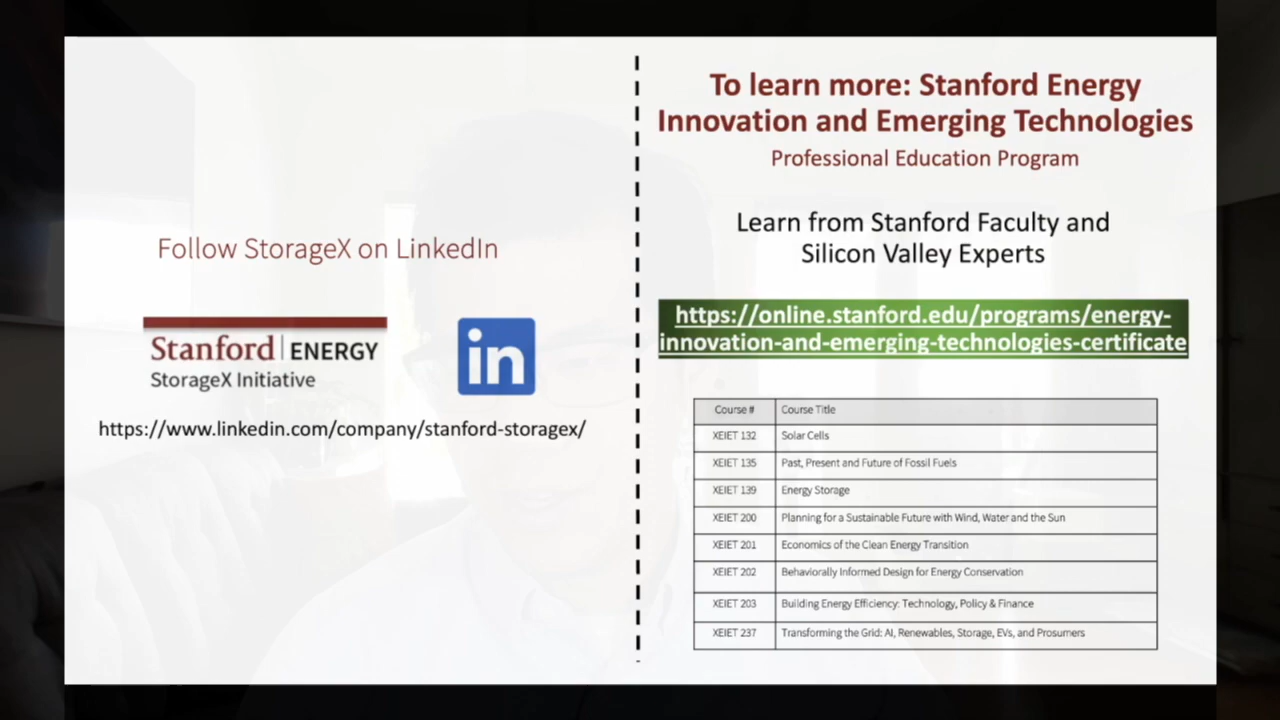 Follow StorageX on LinkedIn
Stanford ENERGY
StorageX Initiative
in
https://www.linkedin.com/company/stanford-storagex/
To learn more: Stanford Energy
Innovation and Emerging Technologies
Professional Education Program
Learn from Stanford Faculty and
Silicon Valley Experts
https://online.stanford.edu/programs/energy-
innovation-and-emerging-technologies-certificate
Course # Course Title
XEIET 132 Solar Cells
XEIET 135 Past, Present and Future of Fossil Fuels
XEIET 139 Energy Storage
XEIET 200 Planning for a Sustainable Future with Wind, Water and the Sun
XEIET 201 Economics of the Clean Energy Transition
XEIET 202 Behaviorally Informed Design for Energy Conservation
XEIET 203 Building Energy Efficiency: Technology, Policy & Finance
XEIET 237 Transforming the Grid: AI, Renewables, Storage, EVs, and Prosumers